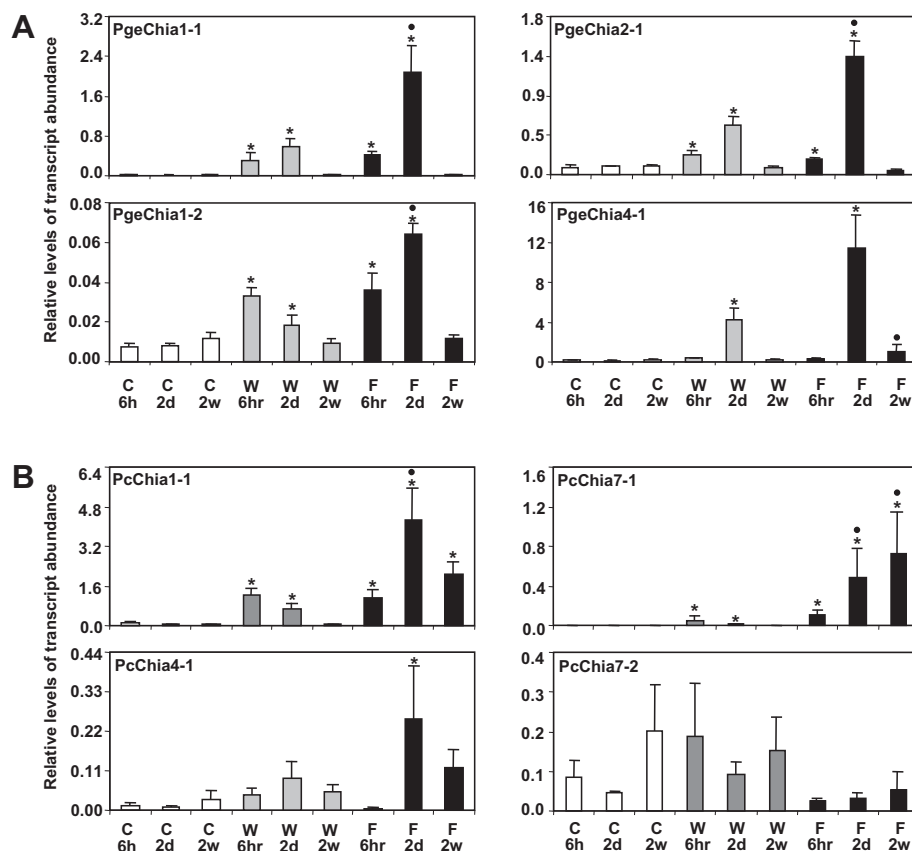 A
Relative levels of transcript abundance
PgeChia1-1
3.2
2.4
1.6
0.8
0.0
PgeChia2-1
1.8
1.4
0.9
0.5
0.0
PgeChia1-2
0.08
0.06
0.04
0.02
0.00
PgeChia4-1
16
12
8
4
0
C C C W W W F F F
6h 2d 2w 6hr 2d 2w 6hr 2d 2w
C C C W W W F F F
6h 2d 2w 6hr 2d 2w 6hr 2d 2w
B
Relative levels of transcript abundance
PcChia1-1
6.4
4.8
3.2
1.6
0.0
PcChia7-1
1.6
1.2
0.8
0.4
0.0
PcChia4-1
0.44
0.33
0.22
0.11
0.00
PcChia7-2
0.4
0.3
0.2
0.1
0.0
C C C W W W F F F
6h 2d 2w 6hr 2d 2w 6hr 2d 2w
C C C W W W F F F
6h 2d 2w 6hr 2d 2w 6hr 2d 2w